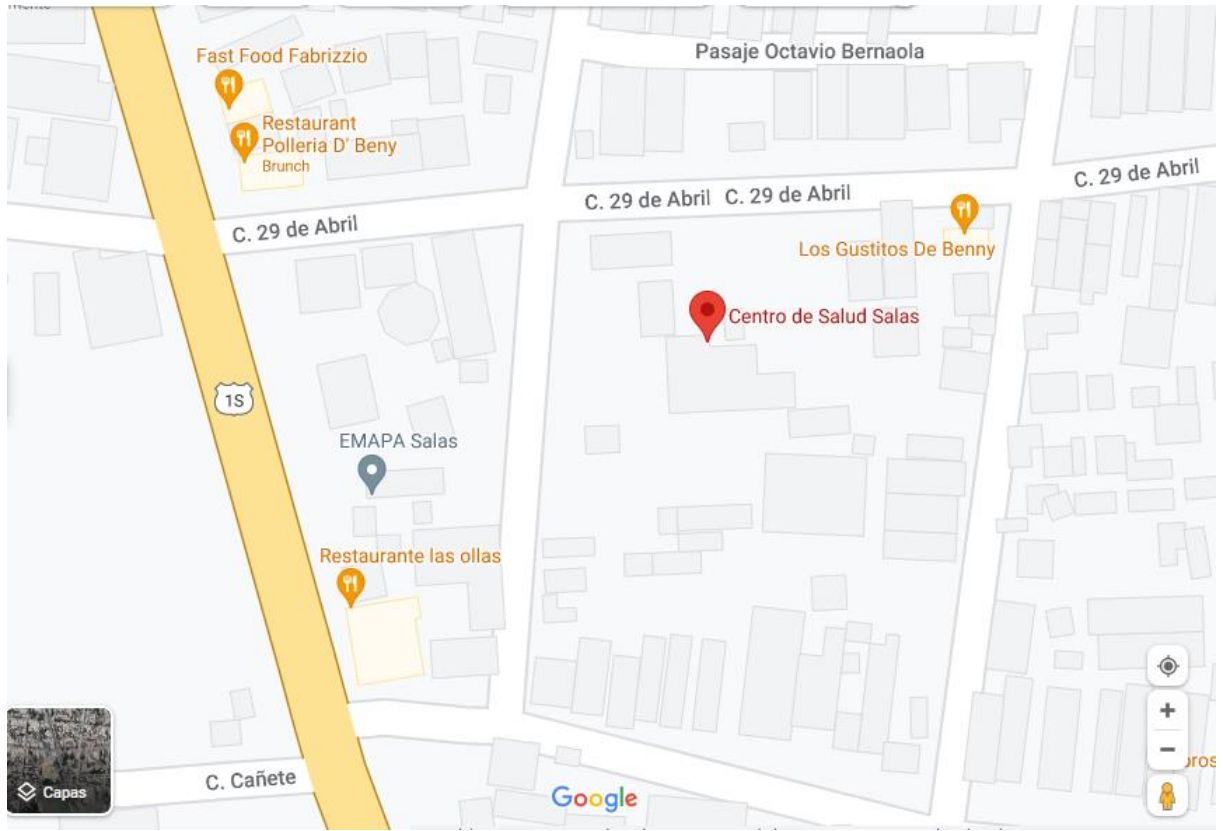 Pasaje Octavio Bernaola
Fast Food Fabrizzio
Restaurant
Polleria D' Beny
Brunch
C. 29 de Abril
C. 29 de Abril
C. 29 de Abril
C. 29 de Abril
Los Gustitos De Benny
Centro de Salud Salas
1S
EMAPA Salas
Restaurante las ollas
C. Cañete
Capas
Google